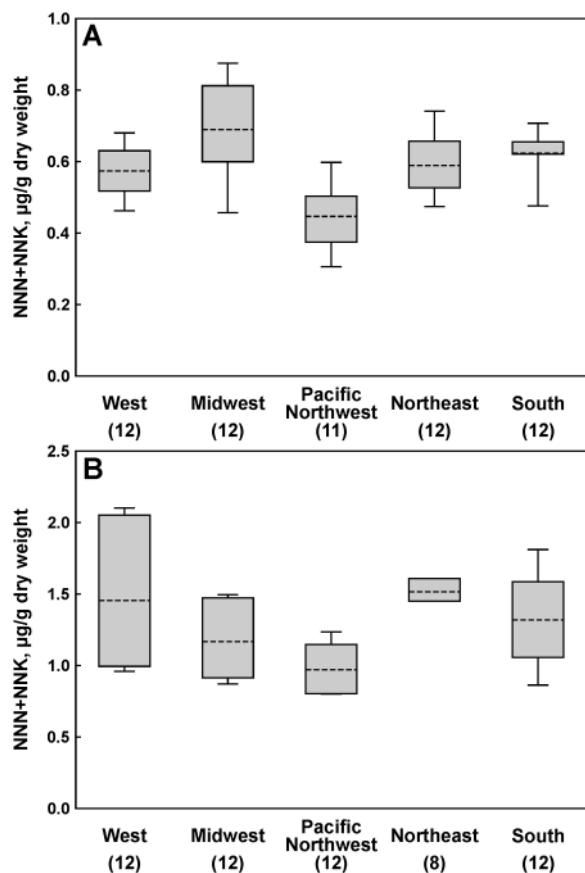 A
NNN+NNK, µg/g dry weight
1.0
0.8
0.6
0.4
0.2
0.0
West
Midwest
Pacific
Northwest
Northeast
South
(12)
(12)
(11)
(12)
(12)
B
NNN+NNK, µg/g dry weight
2.5
2.0
1.5
1.0
0.5
0.0
West
Midwest
Pacific
Northwest
Northeast
South
(12)
(12)
(12)
(8)
(12)